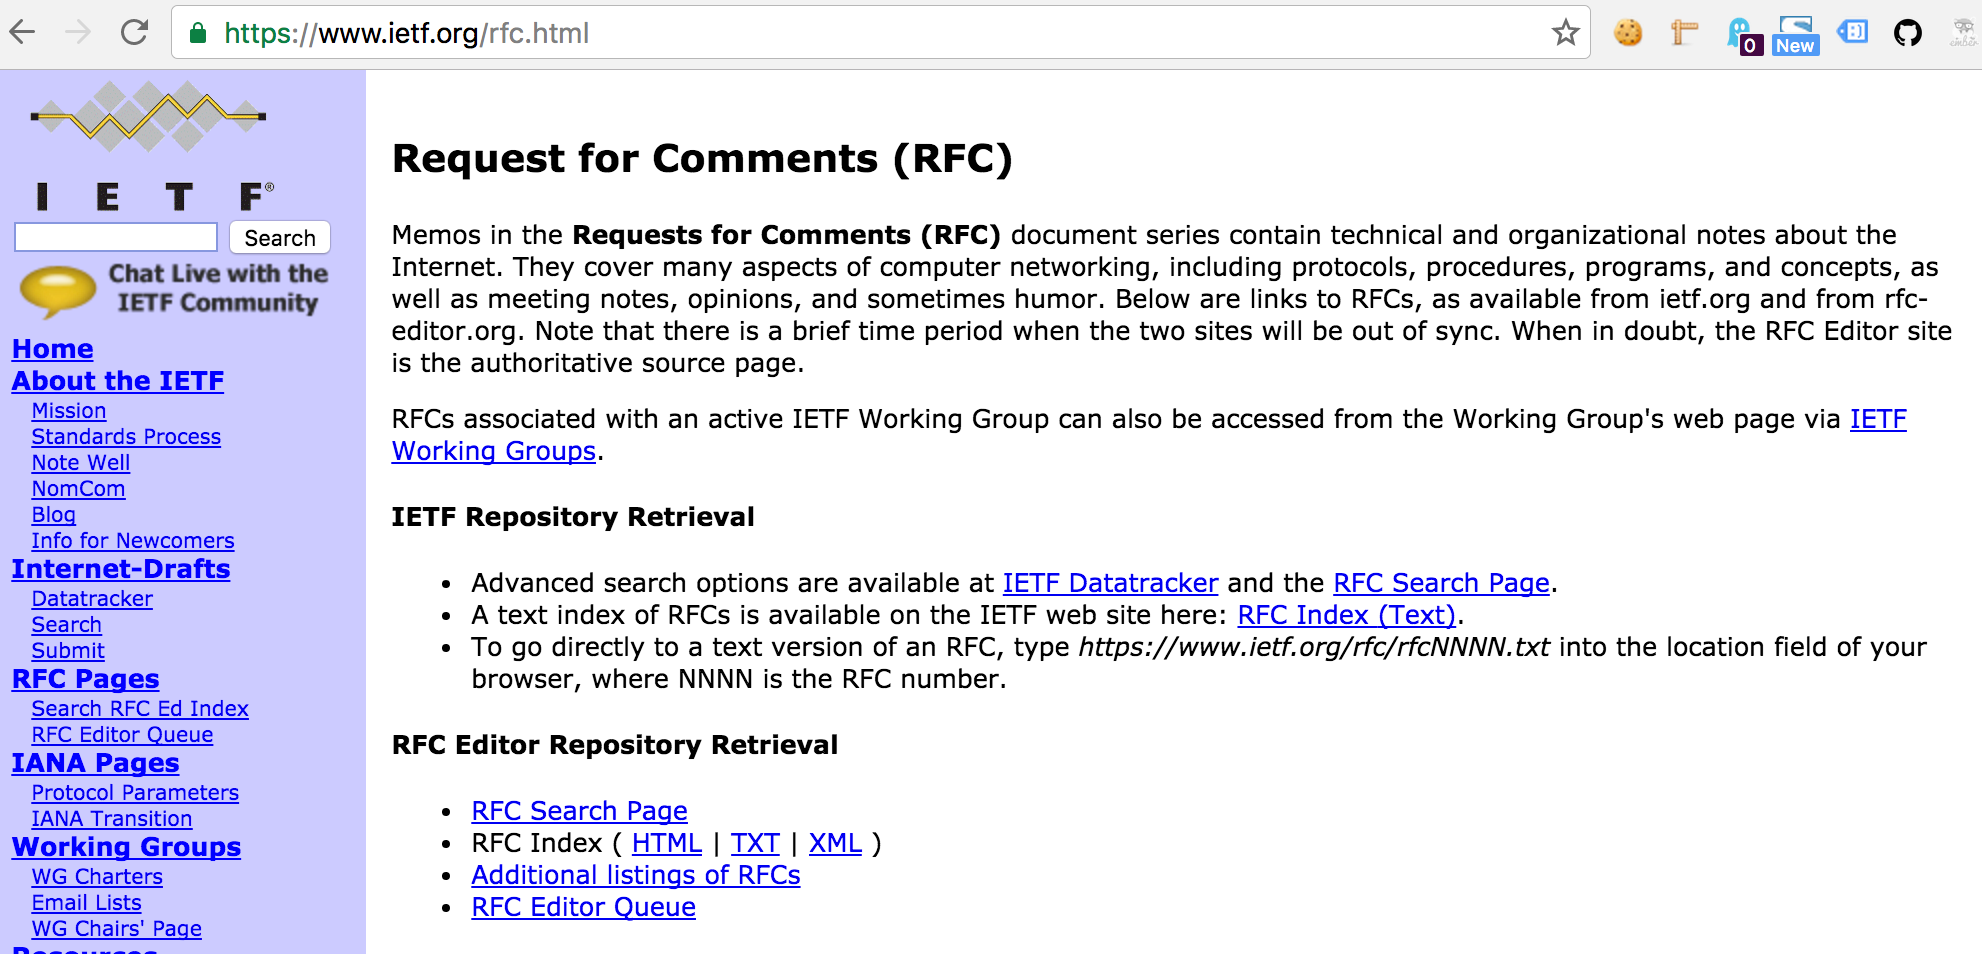 https://www.ietf.org/rfc.html
0
New
ember
I E T F®
Search
Chat Live with the
IETF Community
Home
About the IETF
Mission
Standards Process
Note Well
NomCom
Blog
Info for Newcomers
Internet-Drafts
Datatracker
Search
Submit
RFC Pages
Search RFC Ed Index
RFC Editor Queue
IANA Pages
Protocol Parameters
IANA Transition
Working Groups
WG Charters
Email Lists
WG Chairs' Page
Resources
Request for Comments (RFC)
Memos in the Requests for Comments (RFC) document series contain technical and organizational notes about the
Internet. They cover many aspects of computer networking, including protocols, procedures, programs, and concepts, as
well as meeting notes, opinions, and sometimes humor. Below are links to RFCs, as available from ietf.org and from rfc-
editor.org. Note that there is a brief time period when the two sites will be out of sync. When in doubt, the RFC Editor site
is the authoritative source page.
RFCs associated with an active IETF Working Group can also be accessed from the Working Group's web page via IETF
Working Groups.
IETF Repository Retrieval
• Advanced search options are available at IETF Datatracker and the RFC Search Page.
• A text index of RFCs is available on the IETF web site here: RFC Index (Text).
• To go directly to a text version of an RFC, type https://www.ietf.org/rfc/rfcNNNN.txt into the location field of your
browser, where NNNN is the RFC number.
RFC Editor Repository Retrieval
• RFC Search Page
• RFC Index ( HTML | TXT | XML )
• Additional listings of RFCs
• RFC Editor Queue